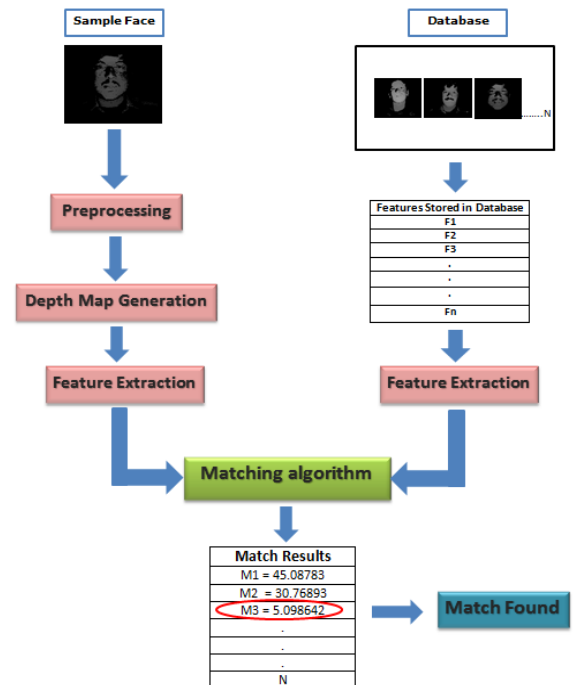 Sample Face
Database
........N
Preprocessing
Depth Map Generation
Feature Extraction
Features Stored in Database
F1
F2
F3
.
.
.
Fn
Feature Extraction
Matching algorithm
Match Results
M1 = 45.08783
M2 = 30.76893
M3 = 5.098642
.
.
.
N
Match Found